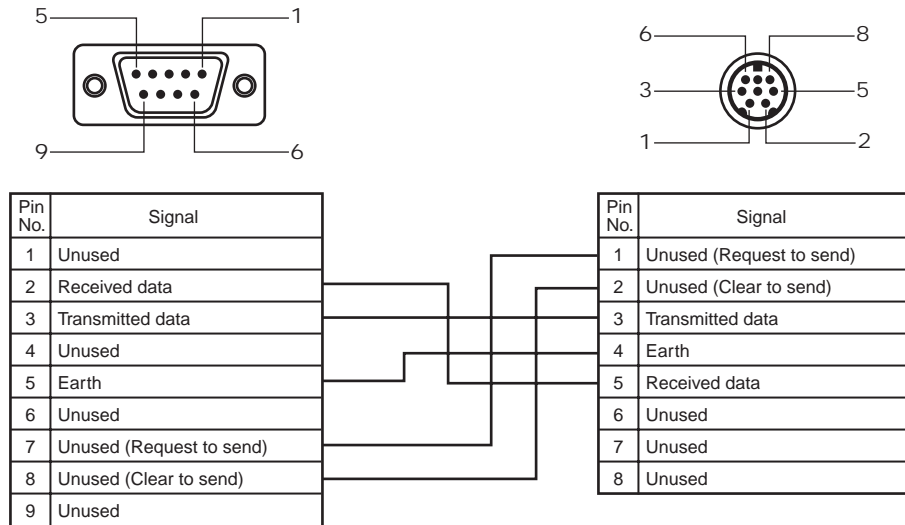 5 1
9 6
6 8
3 5
1 2
Pin No. Signal
1 Unused
2 Received data
3 Transmitted data
4 Unused
5 Earth
6 Unused
7 Unused (Request to send)
8 Unused (Clear to send)
9 Unused
Pin No. Signal
1 Unused (Request to send)
2 Unused (Clear to send)
3 Transmitted data
4 Earth
5 Received data
6 Unused
7 Unused
8 Unused